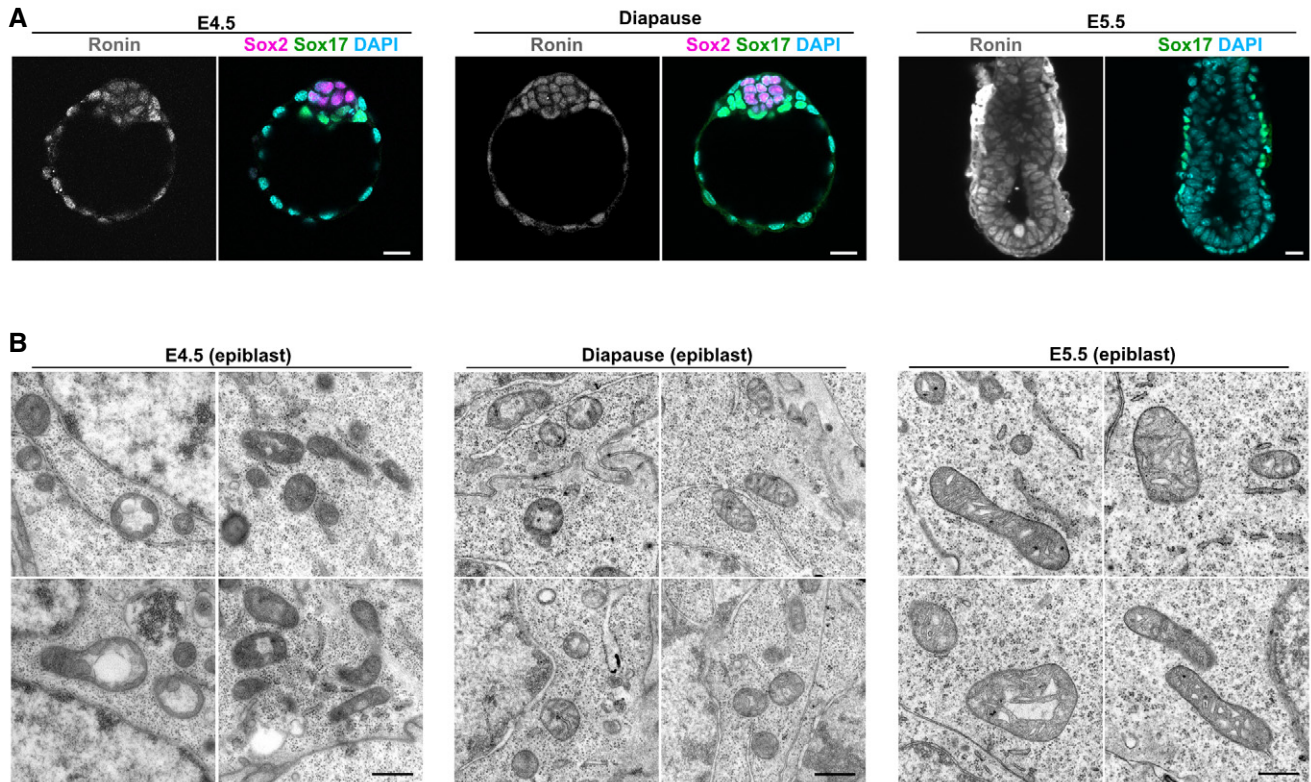 A
E4.5
Diapause
E5.5
Ronin
Sox2 Sox17 DAPI
Ronin
Sox2 Sox17 DAPI
Ronin
Sox17 DAPI
B
E4.5 (epiblast)
Diapause (epiblast)
E5.5 (epiblast)